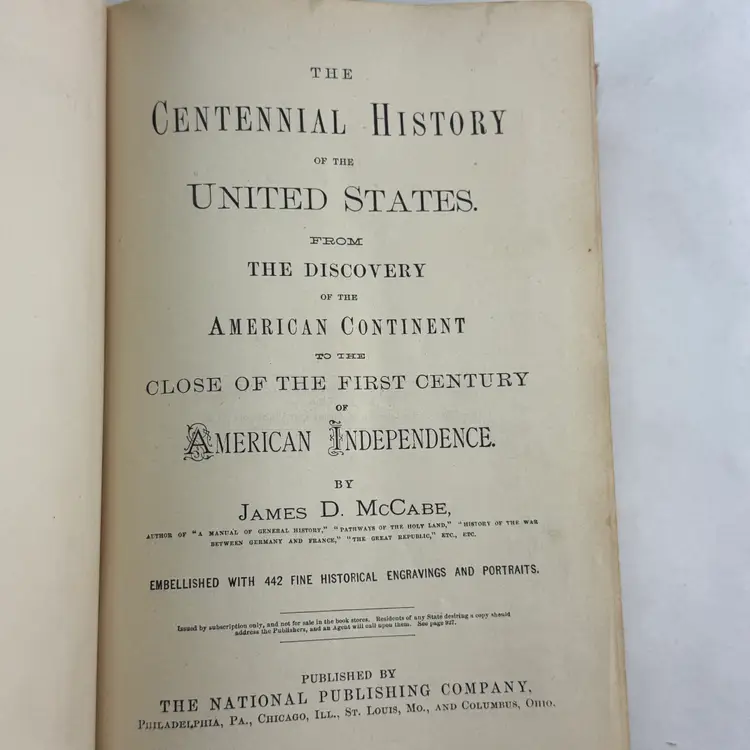 THE
CENTENNIAL HISTORY
OF THE
UNITED STATES.
FROM
THE DISCOVERY
OF THE
AMERICAN CONTINENT
TO THE
CLOSE OF THE FIRST CENTURY
OF
AMERICAN INDEPENDENCE.
BY
JAMES D. MCCABE,
AUTHOR OF "A MANUAL OF GENERAL HISTORY," "PATHWAYS OF THE HOLY LAND," "HISTORY OF THE WAR
BETWEEN GERMANY AND FRANCE," "THE GREAT REPUBLIC," ETC., ETC.
EMBELLISHED WITH 442 FINE HISTORICAL ENGRAVINGS AND PORTRAITS.
Issued by subscription only, and not for sale in the book stores. Residents of any State desiring a copy should
address the Publishers, and an Agent will call upon them. See page 927.
PUBLISHED BY
THE NATIONAL PUBLISHING COMPANY,
PHILADELPHIA, PA., CHICAGO, ILL., ST. LOUIS, MO., AND COLUMBUS, OHIO.